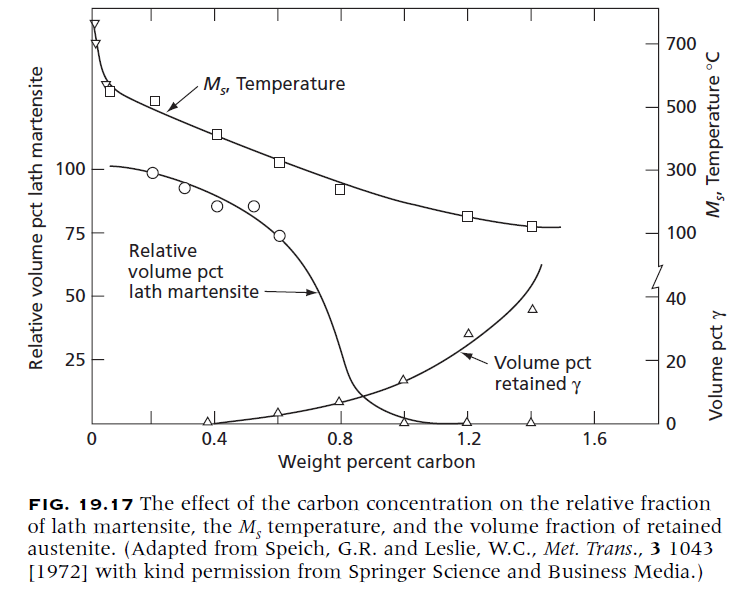 Relative volume pct lath martensite
100
75
50
25
0
0.4
0.8
1.2
1.6
Weight percent carbon
Ms, Temperature
Relative
volume pct
lath martensite
Volume pct
retained γ
700
500
300
100
40
20
0
Ms, Temperature °C
Volume pct γ
FIG. 19.17 The effect of the carbon concentration on the relative fraction
of lath martensite, the Ms temperature, and the volume fraction of retained
austenite. (Adapted from Speich, G.R. and Leslie, W.C., Met. Trans., 3 1043
[1972] with kind permission from Springer Science and Business Media.)